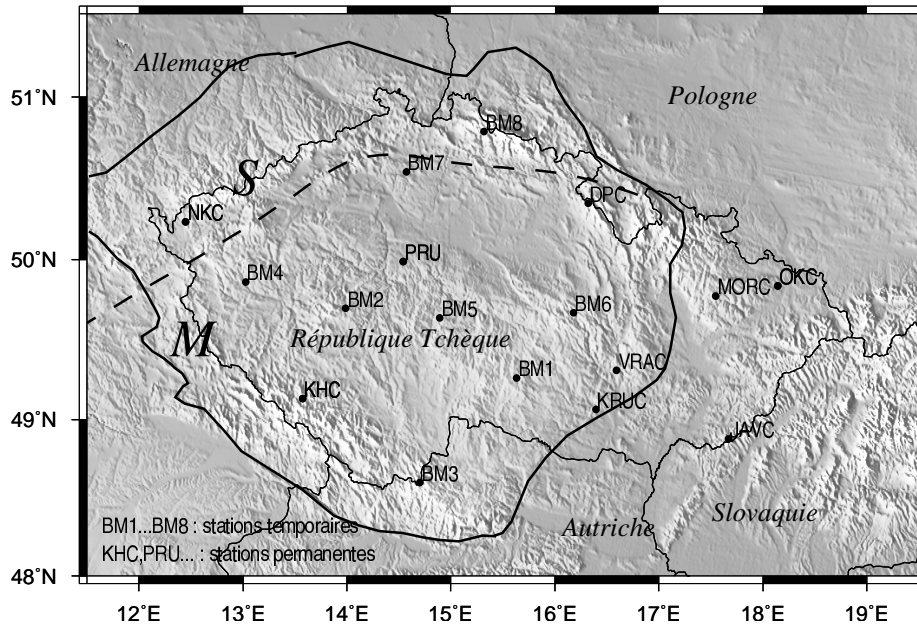 Allemagne
Pologne
51°N
BM8
BM7
S
DPC
NKC
50°N
PRU
BM4
MORC
OKC
BM2
BM5
BM6
République Tchèque
M
VRAC
BM1
KHC
KRUC
49°N
JAVC
BM3
Slovaquie
Autriche
BM1...BM8 : stations temporaires
KHC,PRU... : stations permanentes
48°N
12°E 13°E 14°E 15°E 16°E 17°E 18°E 19°E